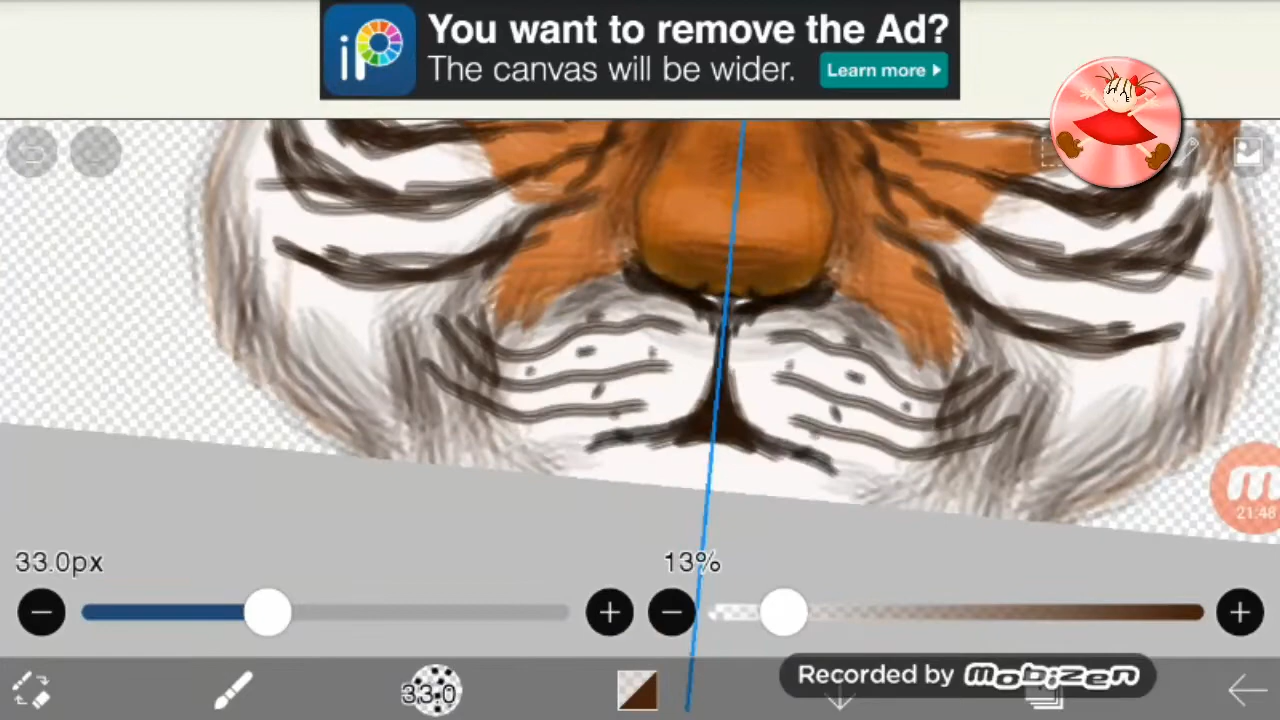 iP
You want to remove the Ad?
The canvas will be wider.
Learn more
21:48
33.0px
13%
33.0
Recorded by mobizen